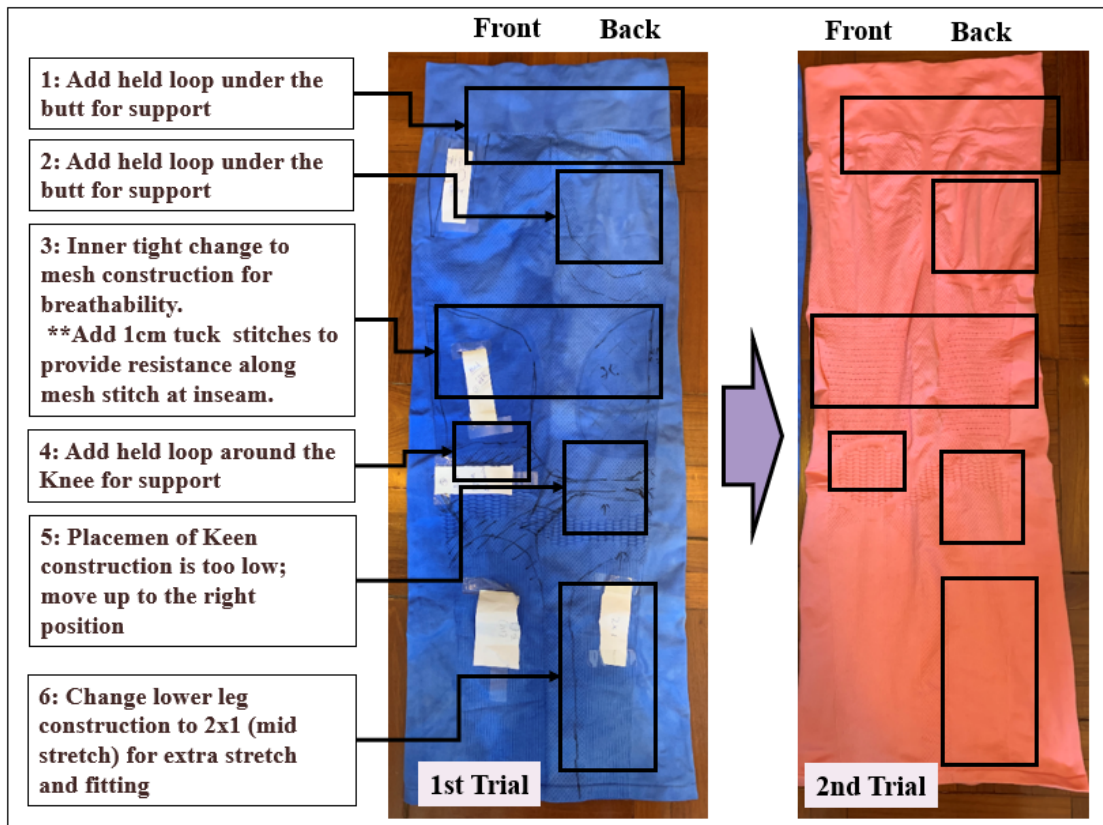 Front Back
Front Back
1: Add held loop under the
butt for support
2: Add held loop under the
butt for support
3: Inner tight change to
mesh construction for
breathability.
**Add 1cm tuck stitches to
provide resistance along
mesh stitch at inseam.
4: Add held loop around the
Knee for support
5: Placemen of Keen
construction is too low;
move up to the right
position
6: Change lower leg
construction to 2x1 (mid
stretch) for extra stretch
and fitting
1st Trial
2nd Trial